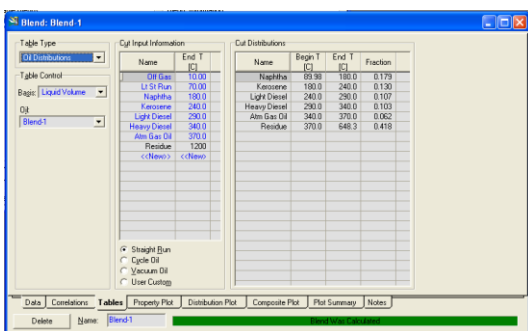 Blend: Blend-1
Table Type
Oil Distributions
Table Control
Basis: Liquid Volume
Oil:
Blend-1
Cut Input Information
Name End T [C]
Off Gas 10.00
Lt St Run 70.00
Naphtha 180.0
Kerosene 240.0
Light Diesel 290.0
Heavy Diesel 340.0
Atm Gas Oil 370.0
Residue 1200
<<New>> <<New>>
Straight Run
Cycle Oil
Vacuum Oil
User Custom
Cut Distributions
Name Begin T [C] End T [C] Fraction
Naphtha 89.98 180.0 0.179
Kerosene 180.0 240.0 0.130
Light Diesel 240.0 290.0 0.107
Heavy Diesel 290.0 340.0 0.103
Atm Gas Oil 340.0 370.0 0.062
Residue 370.0 648.3 0.418
Data Correlations Tables Property Plot Distribution Plot Composite Plot Plot Summary Notes
Delete Name: Blend-1 Blend Was Calculated